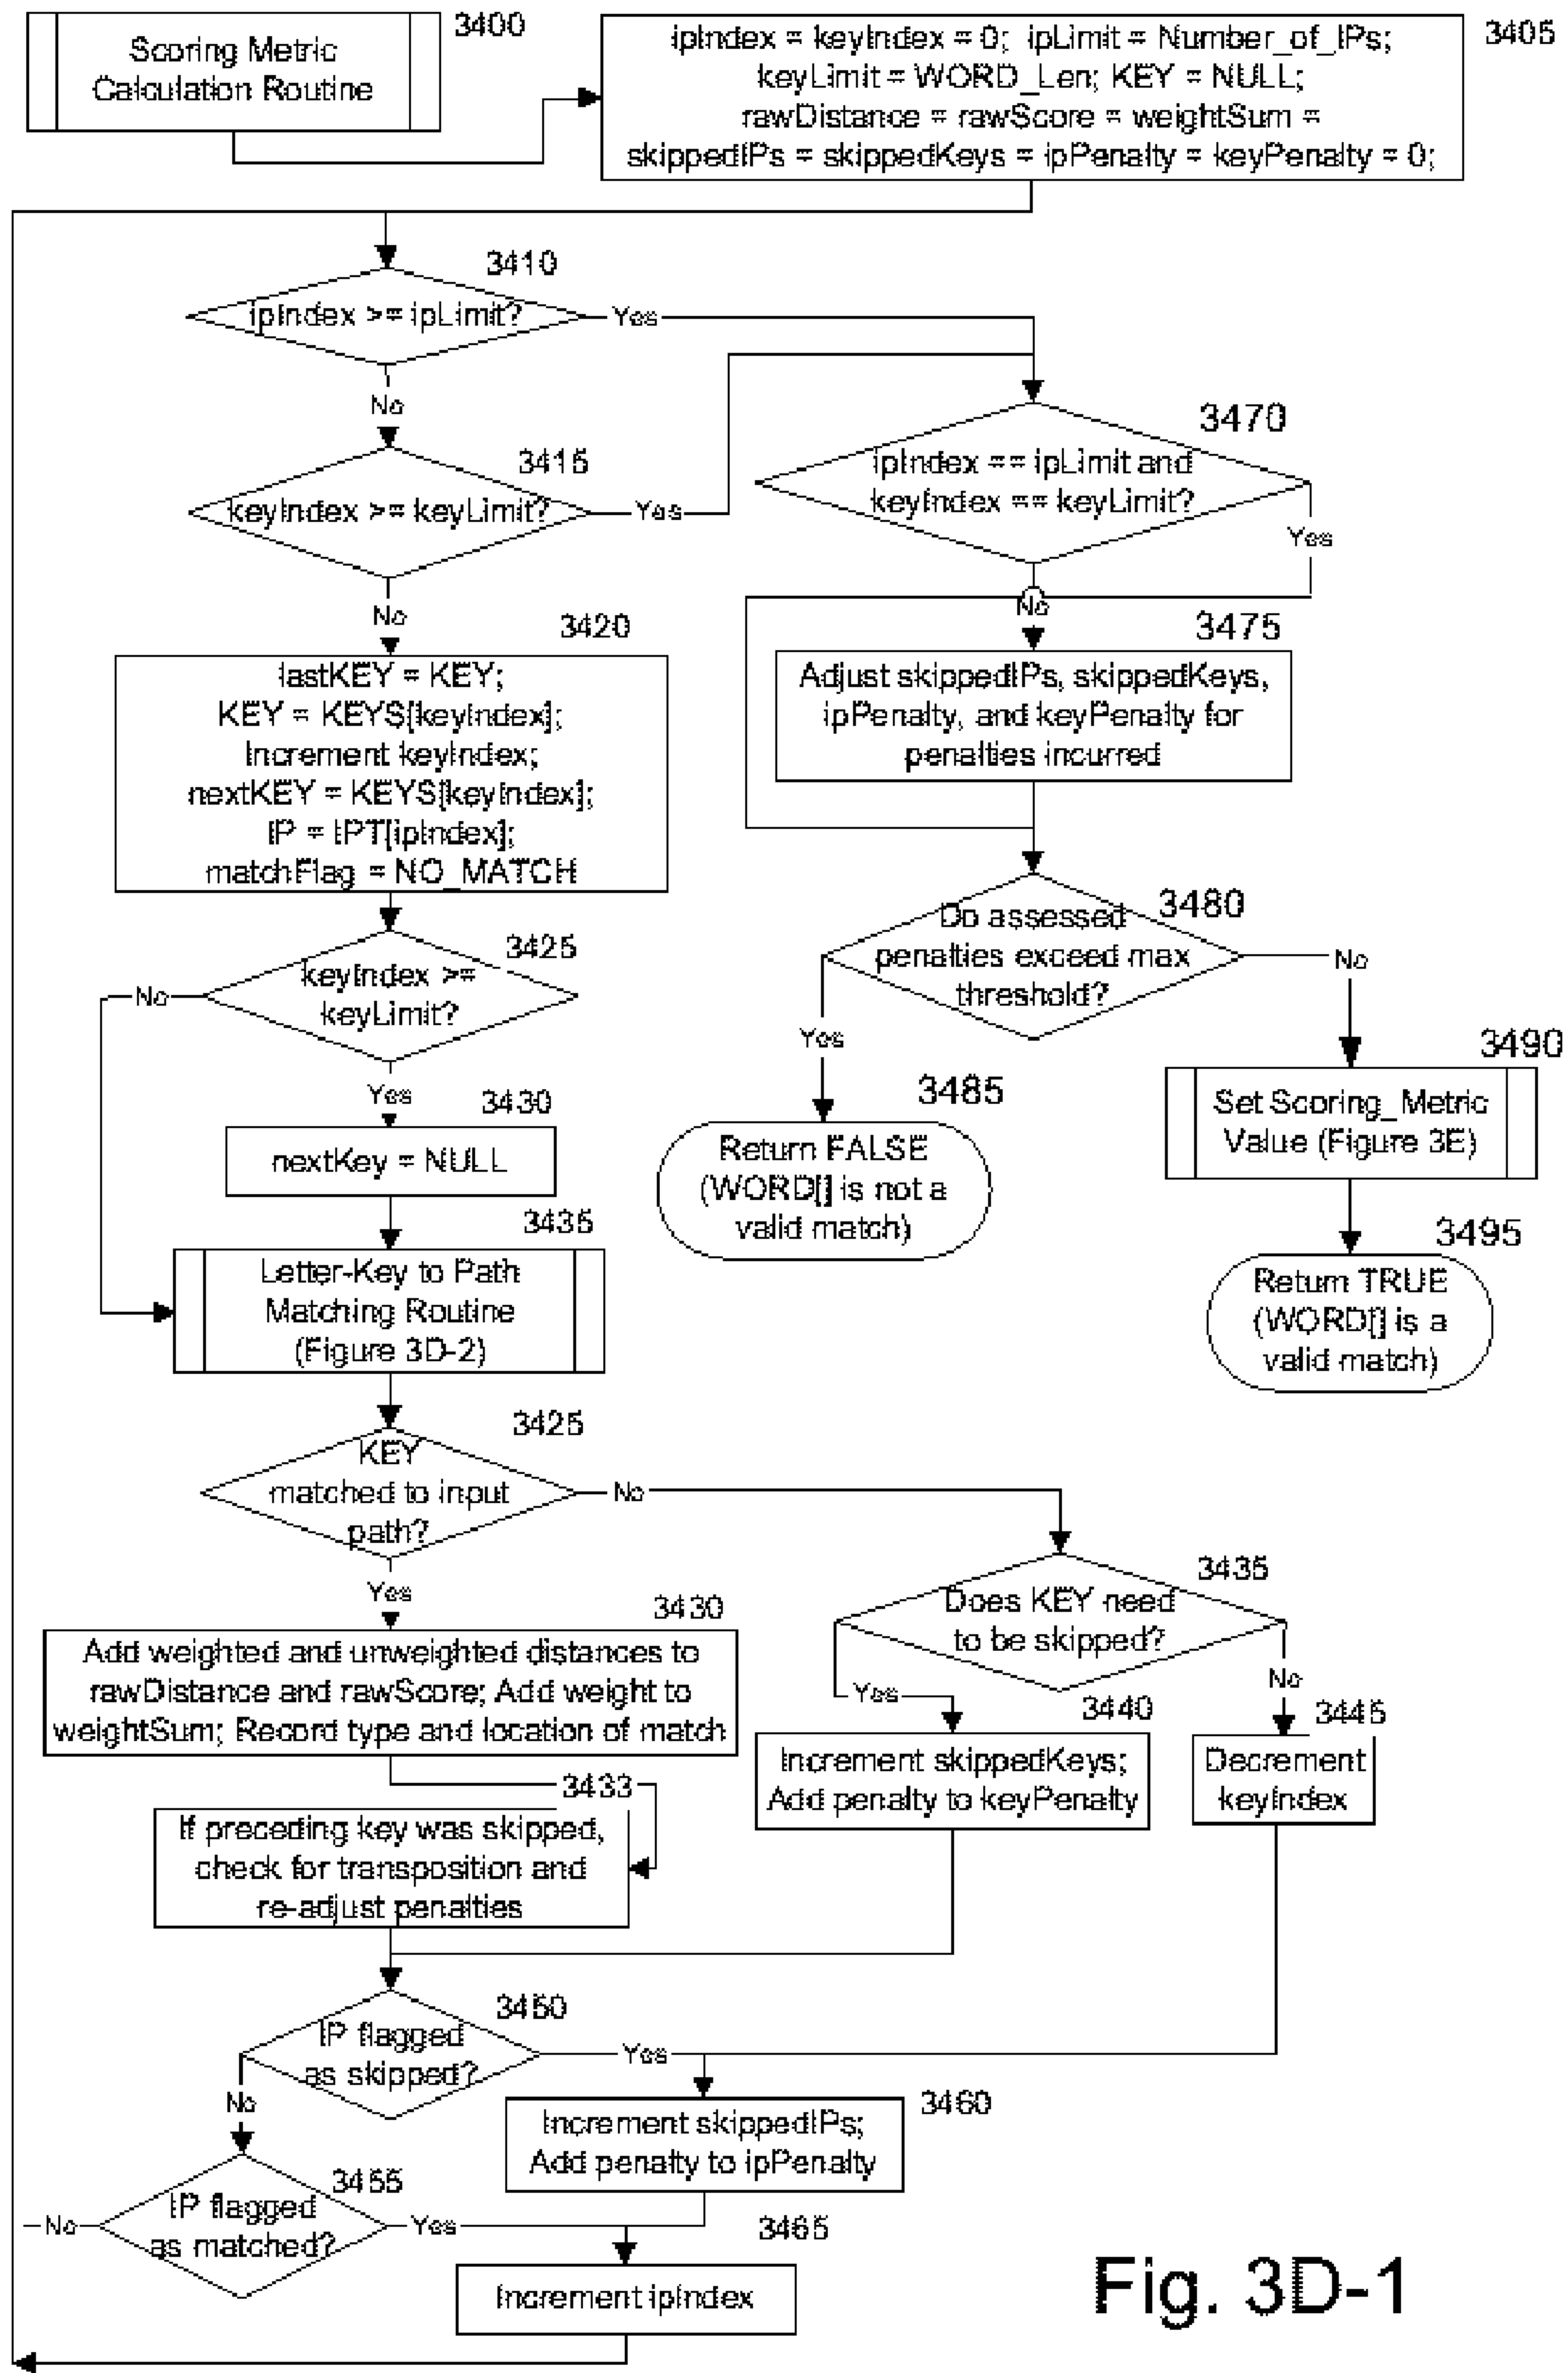 3400
Scoring Metric
Calculation Routine
3405
ipIndex = keyIndex = 0; ipLimit = Number_of_IPs;
keyLimit = WORD_Len; KEY = NULL;
rawDistance = rawScore = weightSum =
skippedIPs = skippedKeys = ipPenalty = keyPenalty = 0;
3410
ipIndex >= ipLimit?
Yes
No
3415
keyIndex >= keyLimit?
Yes
No
3470
ipIndex == ipLimit and
keyIndex == keyLimit?
Yes
No
3420
lastKEY = KEY;
KEY = KEYS[keyIndex];
Increment keyIndex;
nextKEY = KEYS[keyIndex];
IP = IPT[ipIndex];
matchFlag = NO_MATCH
3475
Adjust skippedIPs, skippedKeys,
ipPenalty, and keyPenalty for
penalties incurred
3425
keyIndex >=
keyLimit?
No
Yes
3480
Do assessed
penalties exceed max
threshold?
No
Yes
3430
nextKey = NULL
3485
Return FALSE
(WORD[] is not a
valid match)
3490
Set Scoring_Metric
Value (Figure 3E)
3435
Letter-Key to Path
Matching Routine
(Figure 3D-2)
3495
Return TRUE
(WORD[] is a
valid match)
3425
KEY
matched to input
path?
No
Yes
3435
Does KEY need
to be skipped?
Yes
No
3430
Add weighted and unweighted distances to
rawDistance and rawScore; Add weight to
weightSum; Record type and location of match
3440
Increment skippedKeys;
Add penalty to keyPenalty
3445
Decrement
keyIndex
3433
If preceding key was skipped,
check for transposition and
re-adjust penalties
3450
IP flagged
as skipped?
Yes
No
3460
Increment skippedIPs;
Add penalty to ipPenalty
3455
IP flagged
as matched?
No
Yes
3465
Increment ipIndex
Fig. 3D-1